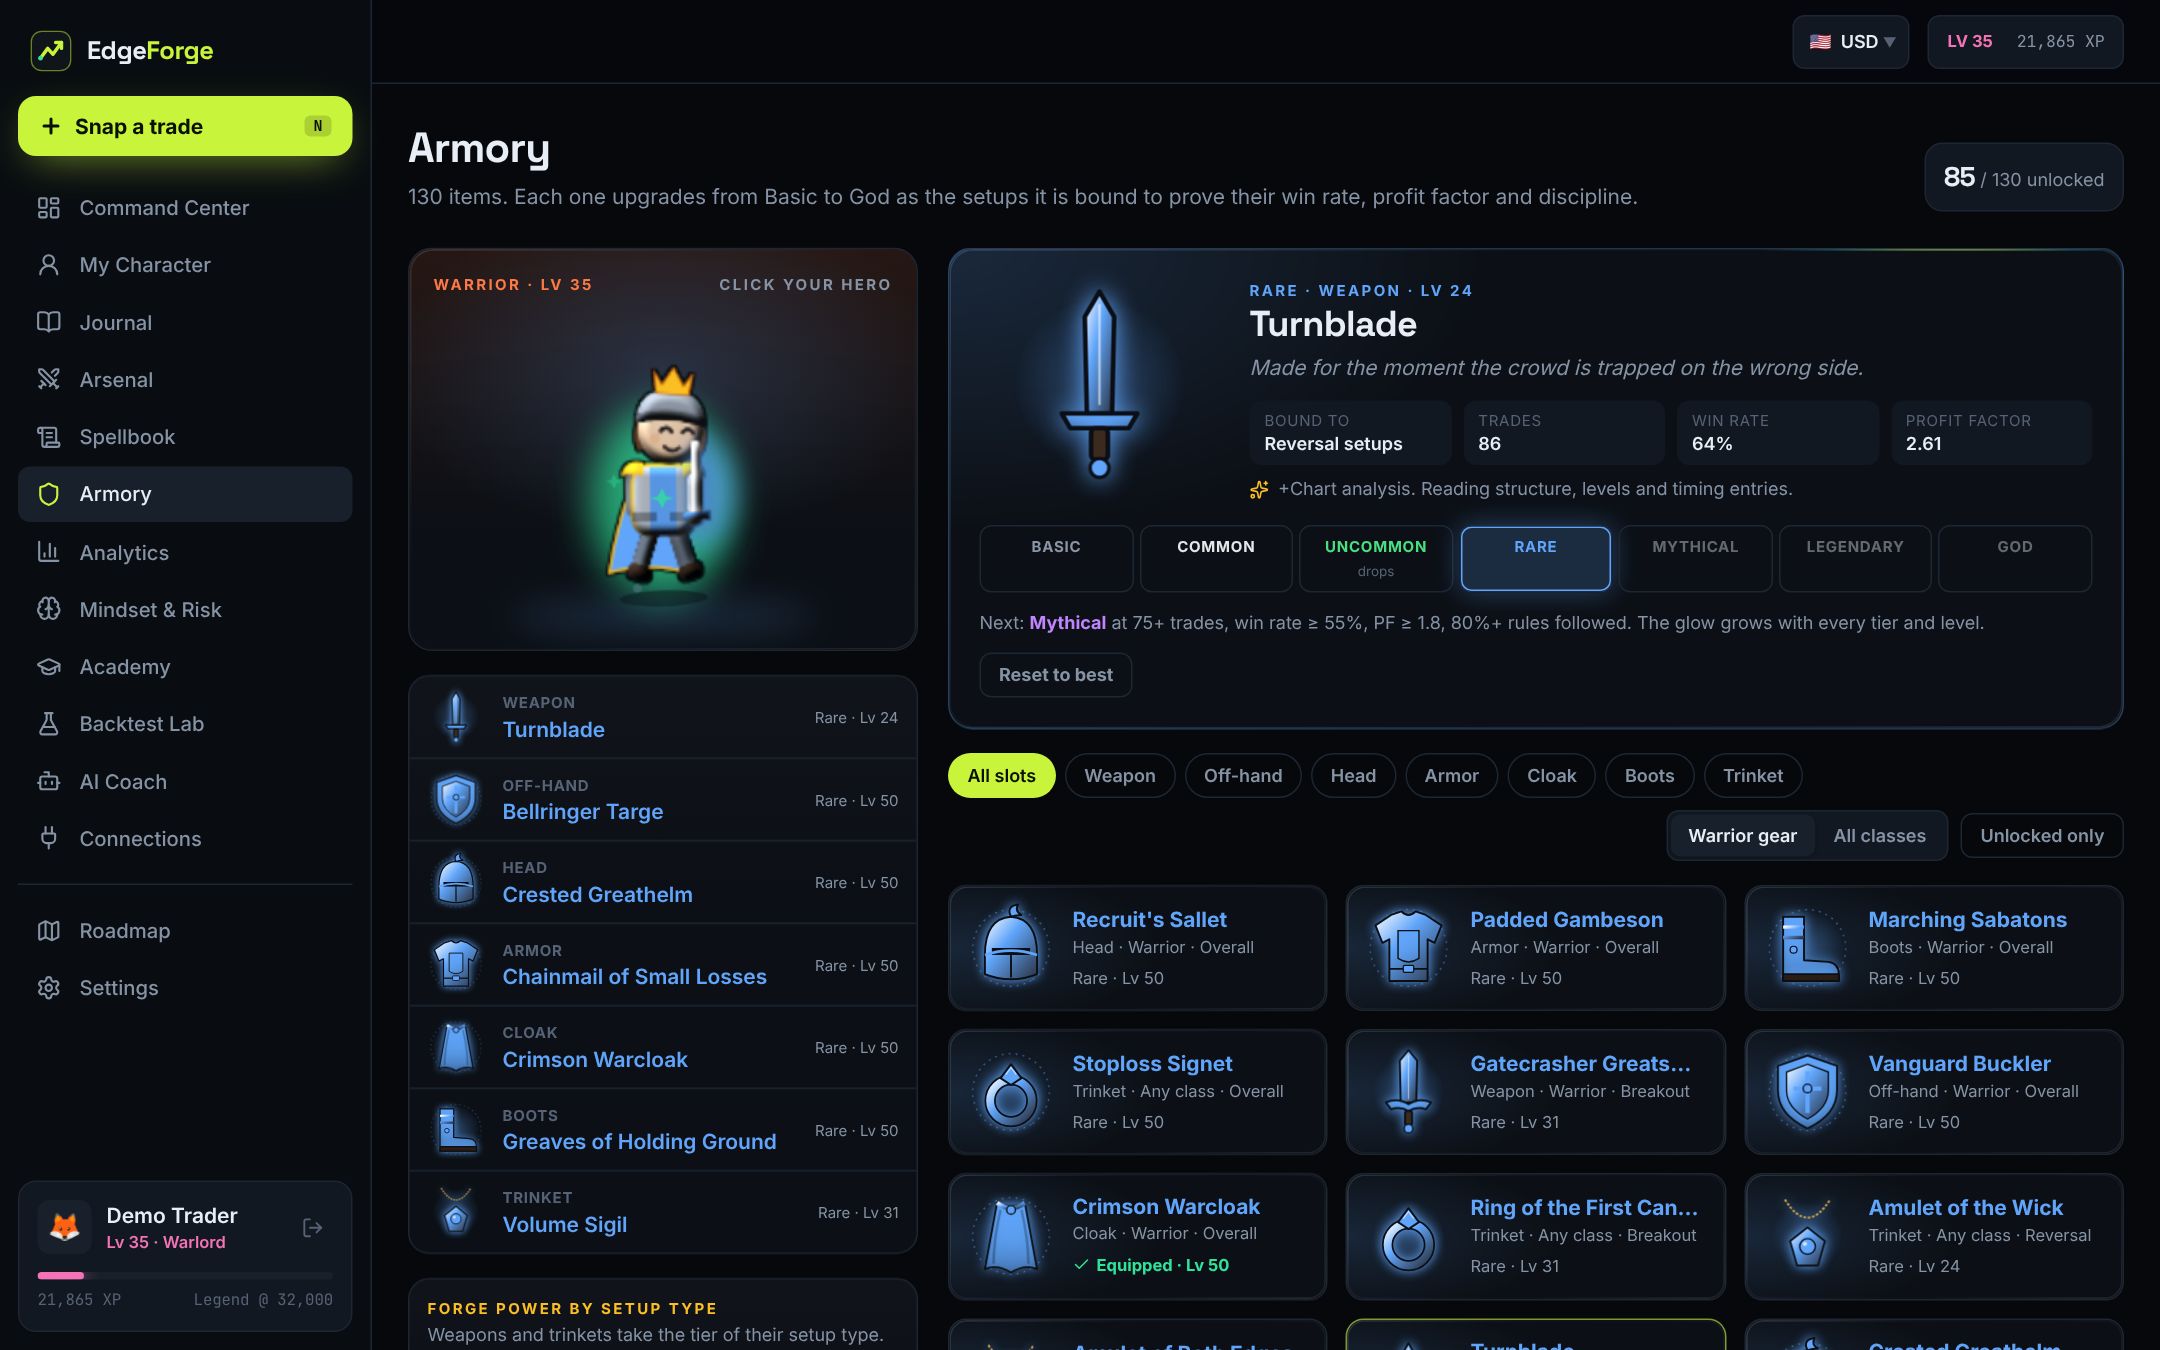 EdgeForge
Snap a trade
N
Command Center
My Character
Journal
Arsenal
Spellbook
Armory
Analytics
Mindset & Risk
Academy
Backtest Lab
AI Coach
Connections
Roadmap
Settings
Demo Trader
Lv 35 · Warlord
21,865 XP
Legend @ 32,000
USD
LV 35
21,865 XP
Armory
130 items. Each one upgrades from Basic to God as the setups it is bound to prove their win rate, profit factor and discipline.
85 / 130 unlocked
WARRIOR · LV 35
CLICK YOUR HERO
WEAPON
Turnblade
Rare · Lv 24
OFF-HAND
Bellringer Targe
Rare · Lv 50
HEAD
Crested Greathelm
Rare · Lv 50
ARMOR
Chainmail of Small Losses
Rare · Lv 50
CLOAK
Crimson Warcloak
Rare · Lv 50
BOOTS
Greaves of Holding Ground
Rare · Lv 50
TRINKET
Volume Sigil
Rare · Lv 31
FORGE POWER BY SETUP TYPE
Weapons and trinkets take the tier of their setup type.
RARE · WEAPON · LV 24
Turnblade
Made for the moment the crowd is trapped on the wrong side.
BOUND TO
Reversal setups
TRADES
86
WIN RATE
64%
PROFIT FACTOR
2.61
+Chart analysis. Reading structure, levels and timing entries.
BASIC
COMMON
UNCOMMON
drops
RARE
MYTHICAL
LEGENDARY
GOD
Next: Mythical at 75+ trades, win rate ≥ 55%, PF ≥ 1.8, 80%+ rules followed. The glow grows with every tier and level.
Reset to best
All slots
Weapon
Off-hand
Head
Armor
Cloak
Boots
Trinket
Warrior gear
All classes
Unlocked only
Recruit's Sallet
Head · Warrior · Overall
Rare · Lv 50
Padded Gambeson
Armor · Warrior · Overall
Rare · Lv 50
Marching Sabatons
Boots · Warrior · Overall
Rare · Lv 50
Stoploss Signet
Trinket · Any class · Overall
Rare · Lv 50
Gatecrasher Greats...
Weapon · Warrior · Breakout
Rare · Lv 31
Vanguard Buckler
Off-hand · Warrior · Overall
Rare · Lv 50
Crimson Warcloak
Cloak · Warrior · Overall
Equipped · Lv 50
Ring of the First Can...
Trinket · Any class · Breakout
Rare · Lv 31
Amulet of the Wick
Trinket · Any class · Reversal
Rare · Lv 24
Turnblade
Crested Greathelm